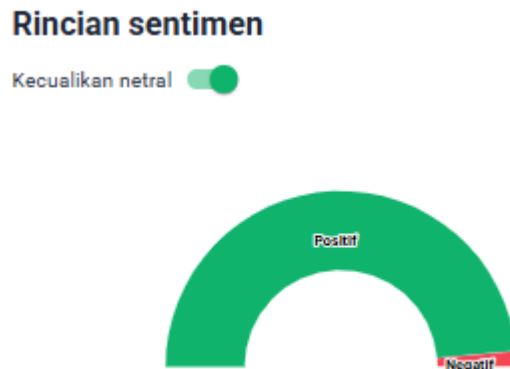 Rincian sentimen
Kecualikan netral
Positif
Negatif